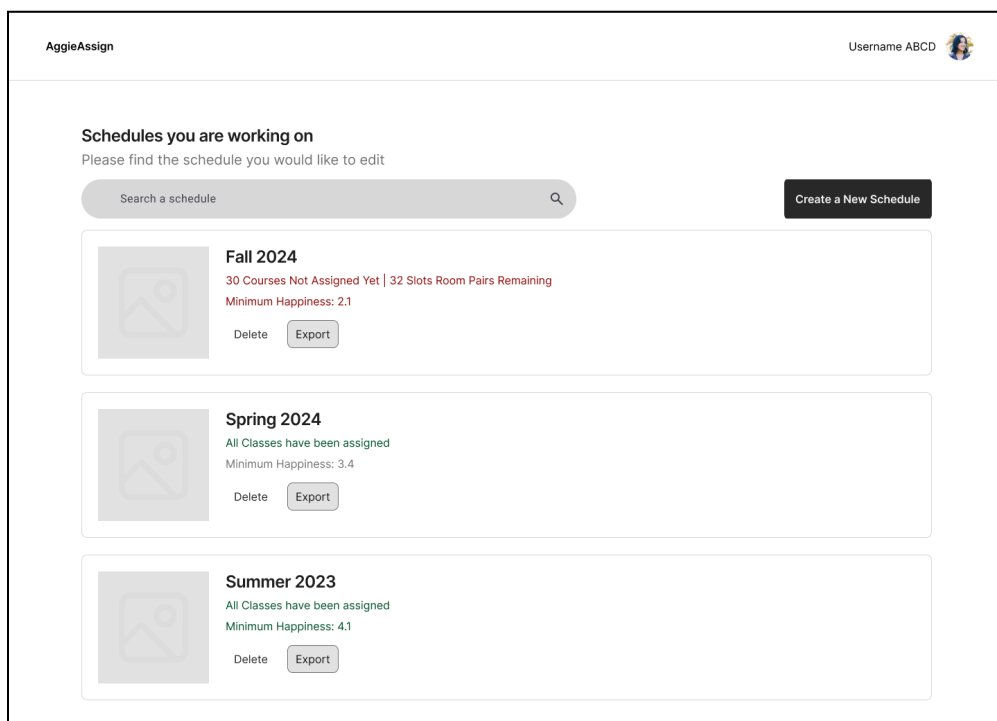 AggieAssign
Username ABCD
Schedules you are working on
Please find the schedule you would like to edit
Search a schedule
Create a New Schedule
Fall 2024
30 Courses Not Assigned Yet | 32 Slots Room Pairs Remaining
Minimum Happiness: 2.1
Delete
Export
Spring 2024
All Classes have been assigned
Minimum Happiness: 3.4
Delete
Export
Summer 2023
All Classes have been assigned
Minimum Happiness: 4.1
Delete
Export